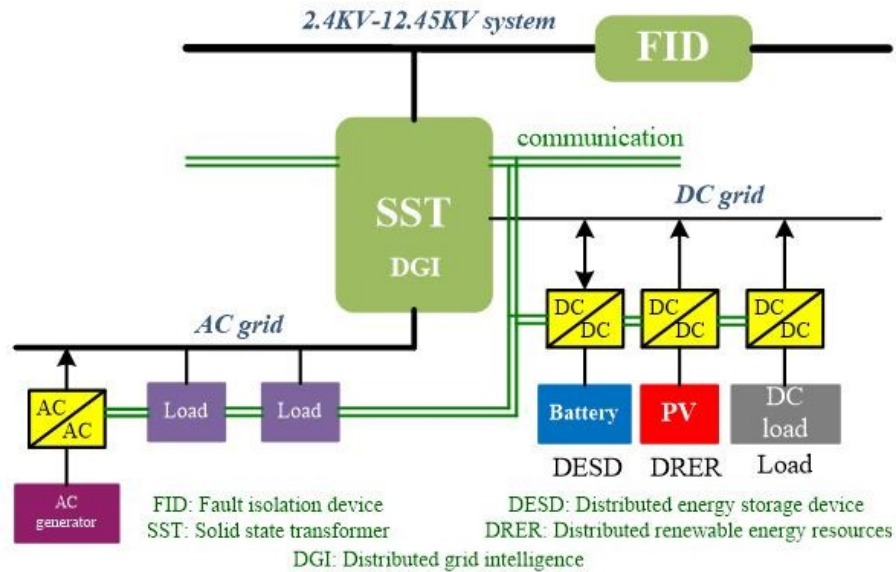 2.4KV-12.45KV system
FID
communication
SST
DGI
DC grid
AC grid
DC
DC
DC
DC
DC
DC
AC
AC
Load
Load
Battery
PV
DC
load
DESD
DRER
Load
AC
generator
FID: Fault isolation device
DESD: Distributed energy storage device
SST: Solid state transformer
DRER: Distributed renewable energy resources
DGI: Distributed grid intelligence